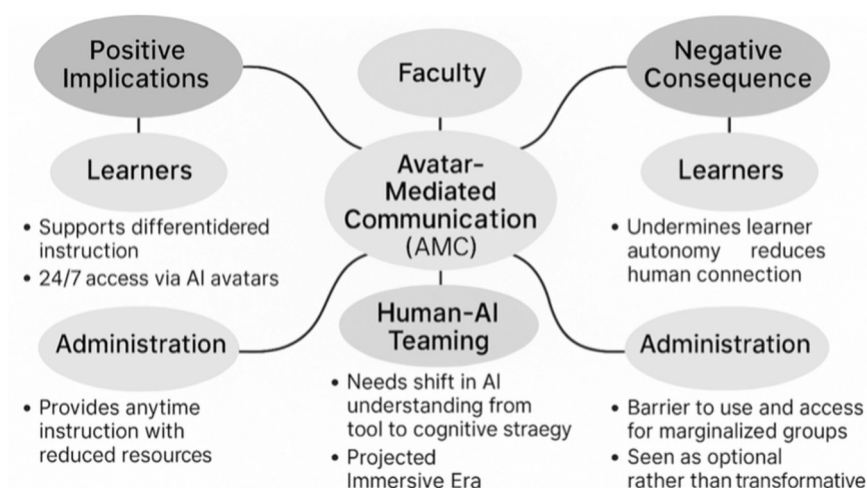 Positive
Implications
Faculty
Negative
Consequence
Learners
Avatar-
Mediated
Communication
(AMC)
Learners
• Supports differentidered
instruction
• 24/7 access via AI avatars
• Undermines learner
autonomy reduces
human connection
Administration
Human-AI
Teaming
Administration
• Provides anytime
instruction with
reduced resources
• Needs shift in AI
understanding from
tool to cognitive straegy
• Projected
Immersive Era
• Barrier to use and access
for marginalized groups
• Seen as optional
rather than transformative